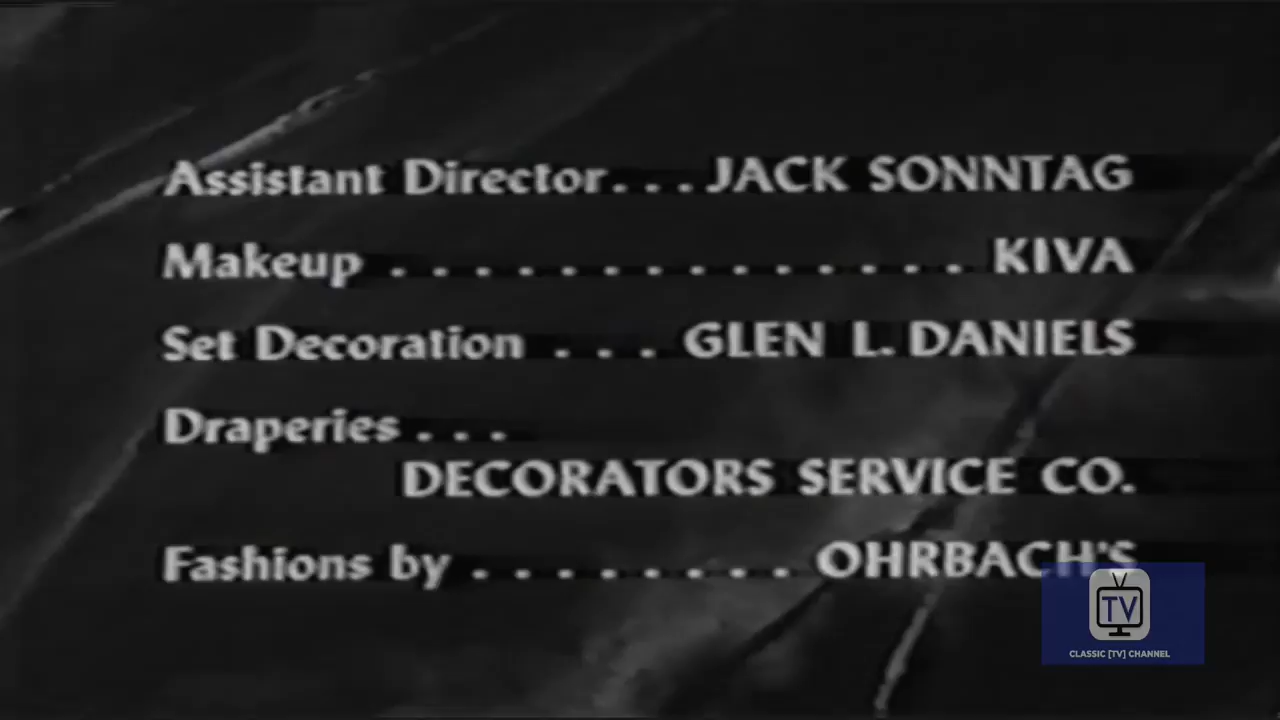 Assistant Director...JACK SONNTAG
Makeup . . . . . . . . . . . . . . KIVA
Set Decoration . . . GLEN L. DANIELS
Draperies . . .
DECORATORS SERVICE CO.
Fashions by . . . . . . . . OHRBACH'S
TV
CLASSIC [TV] CHANNEL